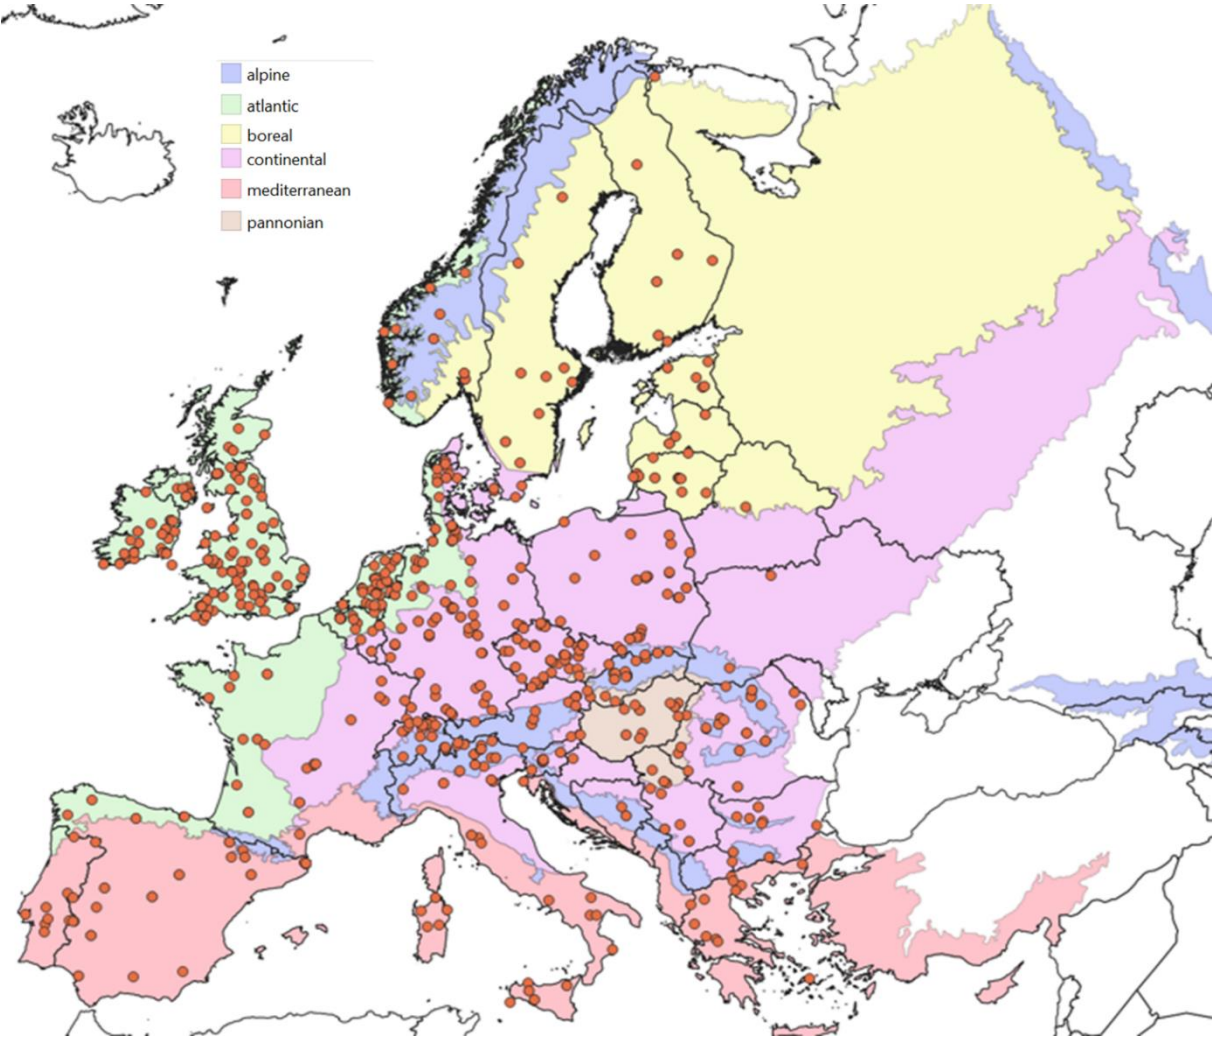 alpine
atlantic
boreal
continental
mediterranean
pannonian